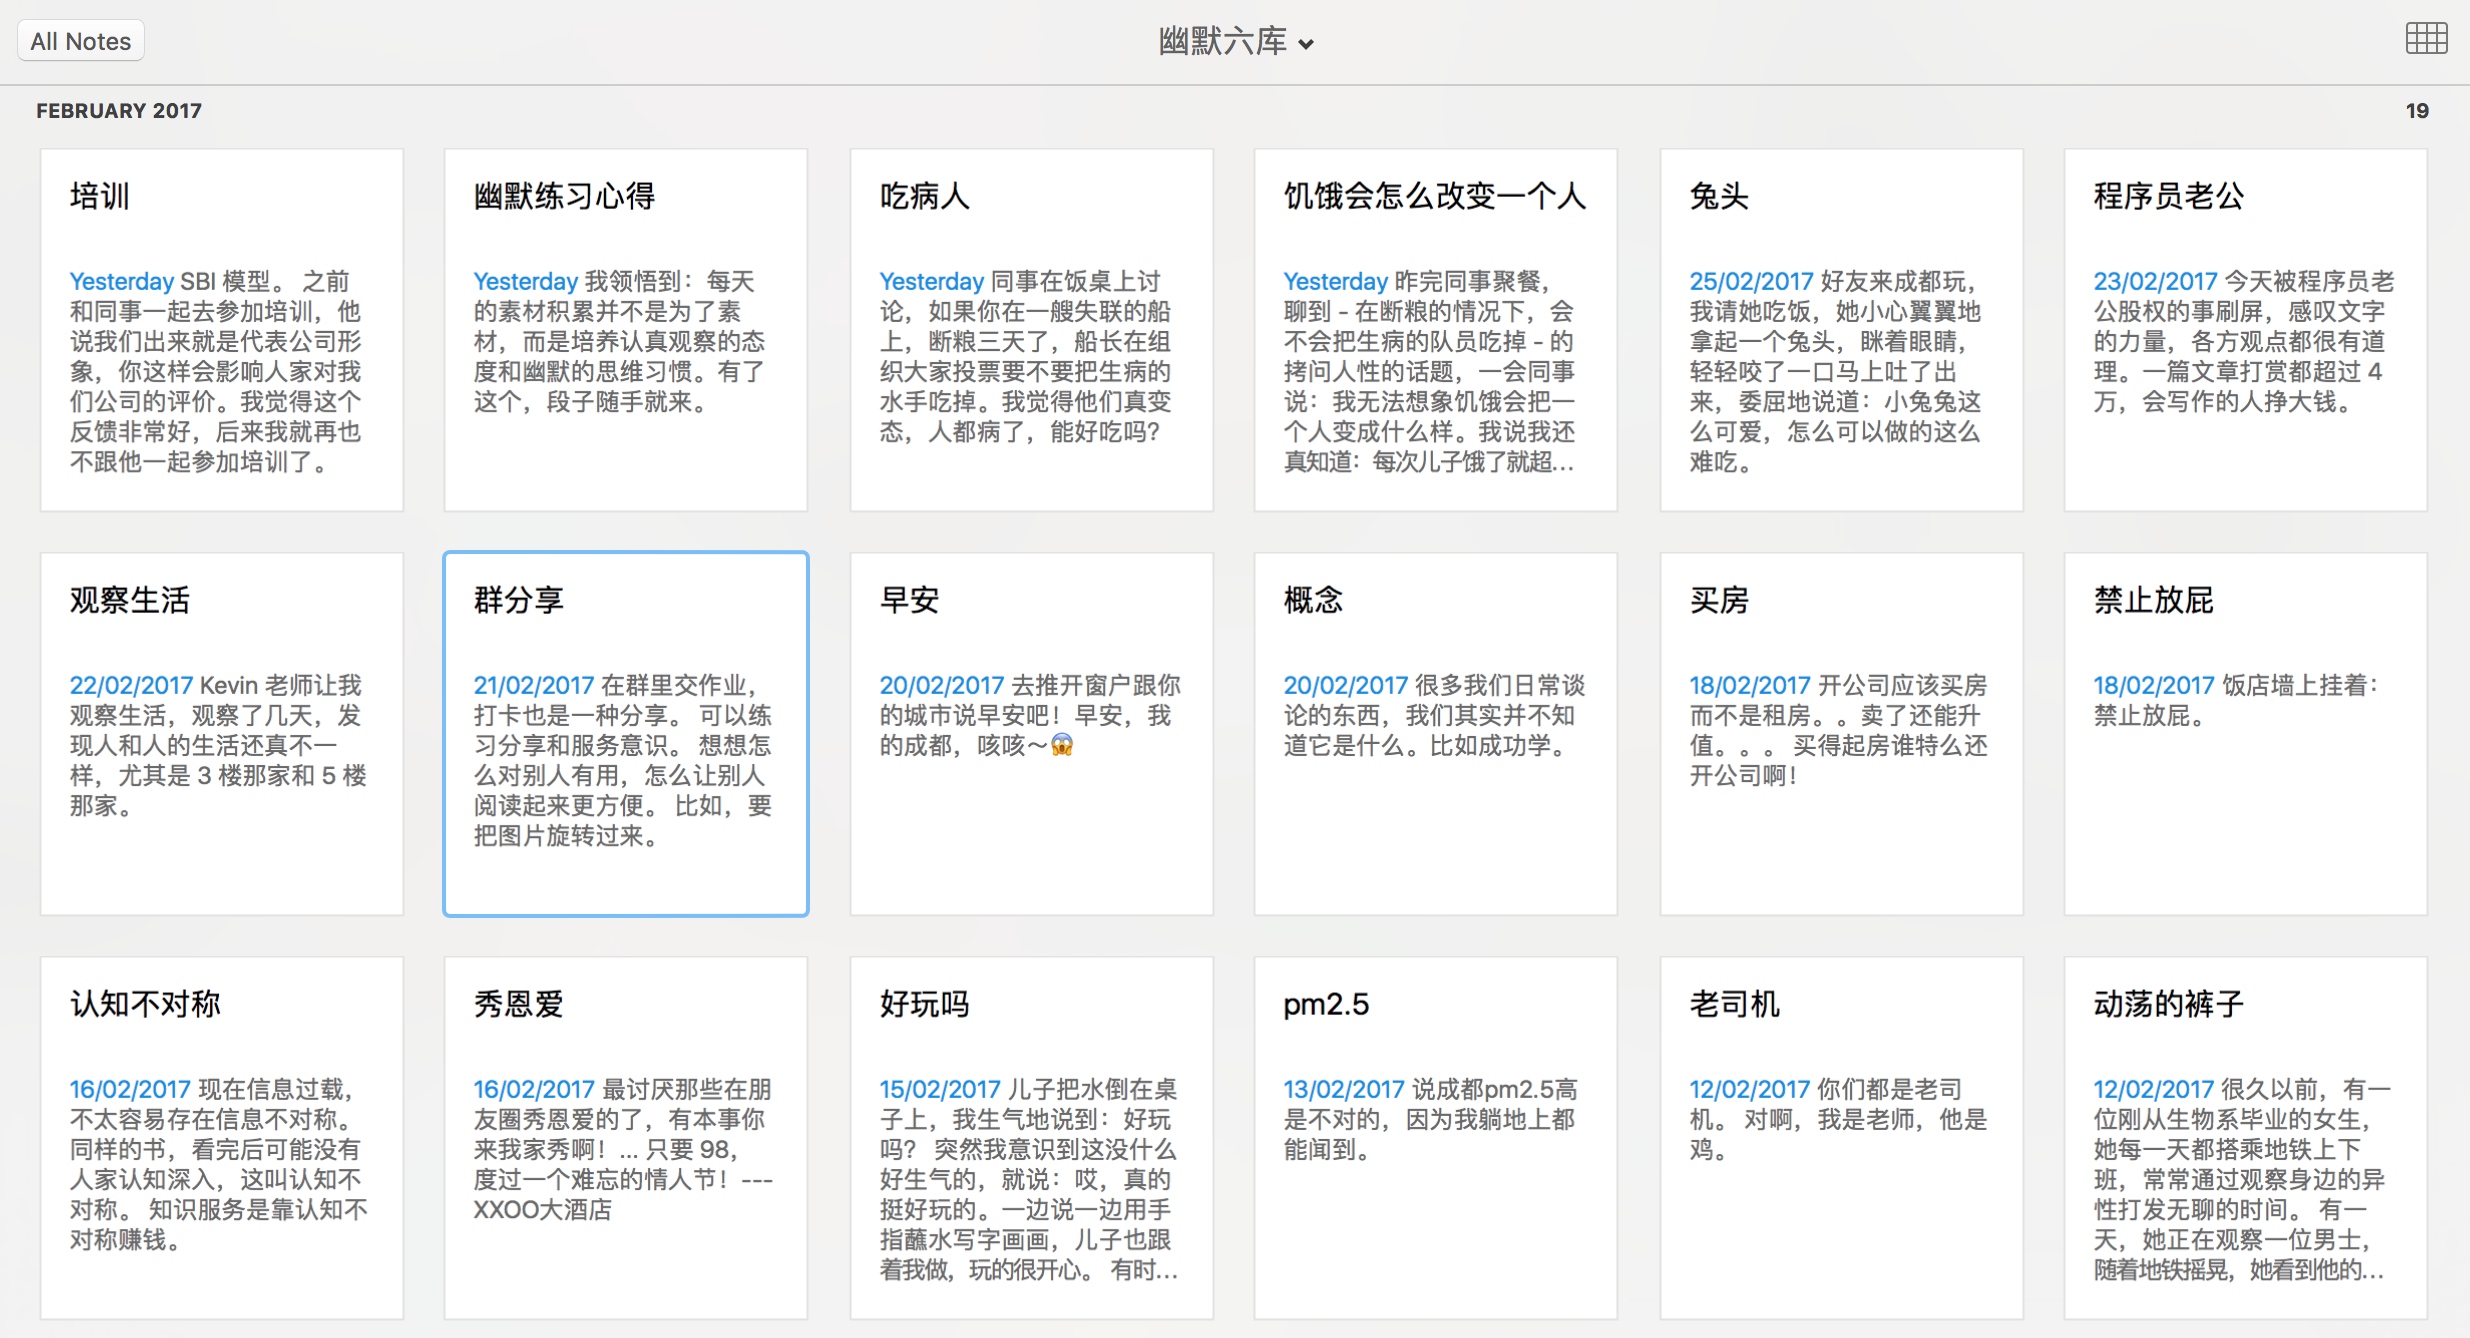 All Notes
幽默六库
FEBRUARY 2017
19
培训
Yesterday SBI 模型。 之前
和同事一起去参加培训，他
说我们出来就是代表公司形
象，你这样会影响人家对我
们公司的评价。我觉得这个
反馈非常好，后来我就再也
不跟他一起参加培训了。
幽默练习心得
Yesterday 我领悟到：每天
的素材积累并不是为了素
材，而是培养认真观察的态
度和幽默的思维习惯。有了
这个，段子随手就来。
吃病人
Yesterday 同事在饭桌上讨
论，如果你在一艘失联的船
上，断粮三天了，船长在组
织大家投票要不要把生病的
水手吃掉。我觉得他们真变
态，人都病了，能好吃吗？
饥饿会怎么改变一个人
Yesterday 昨完同事聚餐，
聊到 - 在断粮的情况下，会
不会把生病的队员吃掉 - 的
拷问人性的话题，一会同事
说：我无法想象饥饿会把一
个人变成什么样。我说我还
真知道：每次儿子饿了就超...
兔头
25/02/2017 好友来成都玩，
我请她吃饭，她小心翼翼地
拿起一个兔头，眯着眼睛，
轻轻咬了一口马上吐了出
来，委屈地说道：小兔兔这
么可爱，怎么可以做的这么
难吃。
程序员老公
23/02/2017 今天被程序员老
公股权的事刷屏，感叹文字
的力量，各方观点都很有道
理。一篇文章打赏都超过 4
万，会写作的人挣大钱。
观察生活
22/02/2017 Kevin 老师让我
观察生活，观察了几天，发
现人和人的生活还真不一
样，尤其是 3 楼那家和 5 楼
那家。
群分享
21/02/2017 在群里交作业，
打卡也是一种分享。 可以练
习分享和服务意识。 想想怎
么对别人有用，怎么让别人
阅读起来更方便。 比如，要
把图片旋转过来。
早安
20/02/2017 去推开窗户跟你
的城市说早安吧！早安，我
的成都，咳咳～😱
概念
20/02/2017 很多我们日常谈
论的东西，我们其实并不知
道它是什么。比如成功学。
买房
18/02/2017 开公司应该买房
而不是租房。。卖了还能升
值。。。 买得起房谁特么还
开公司啊！
禁止放屁
18/02/2017 饭店墙上挂着：
禁止放屁。
认知不对称
16/02/2017 现在信息过载，
不太容易存在信息不对称。
同样的书，看完后可能没有
人家认知深入，这叫认知不
对称。 知识服务是靠认知不
对称赚钱。
秀恩爱
16/02/2017 最讨厌那些在朋
友圈秀恩爱的了，有本事你
来我家秀啊！... 只要 98，
度过一个难忘的情人节！---
XXOO大酒店
好玩吗
15/02/2017 儿子把水倒在桌
子上，我生气地说到：好玩
吗？ 突然我意识到这没什么
好生气的，就说：哎，真的
挺好玩的。一边说一边用手
指蘸水写字画画，儿子也跟
着我做，玩的很开心。 有时...
pm2.5
13/02/2017 说成都pm2.5高
是不对的，因为我躺地上都
能闻到。
老司机
12/02/2017 你们都是老司
机。 对啊，我是老师，他是
鸡。
动荡的裤子
12/02/2017 很久以前，有一
位刚从生物系毕业的女生，
她每一天都搭乘地铁上下
班，常常通过观察身边的异
性打发无聊的时间。 有一
天，她正在观察一位男士，
随着地铁摇晃，她看到他的...